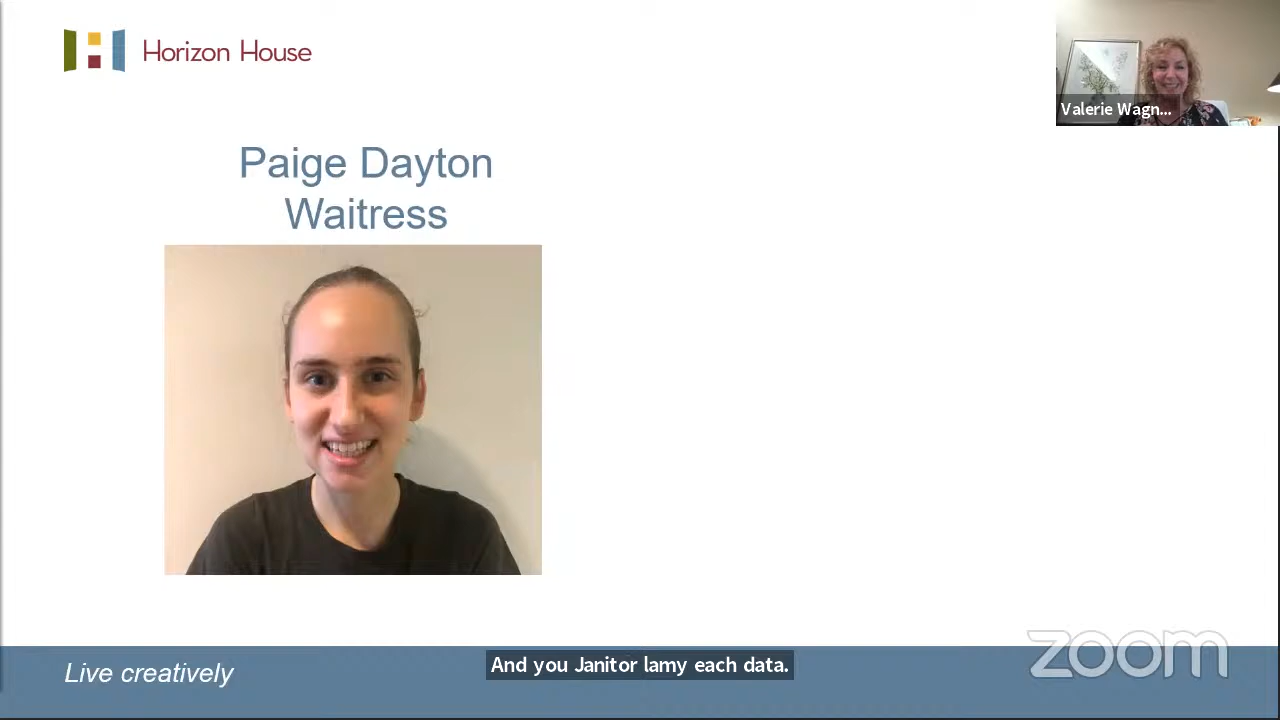 Horizon House
Valerie Wagn...
Paige Dayton
Waitress
Live creatively
And you Janitor lamy each data.
zoom